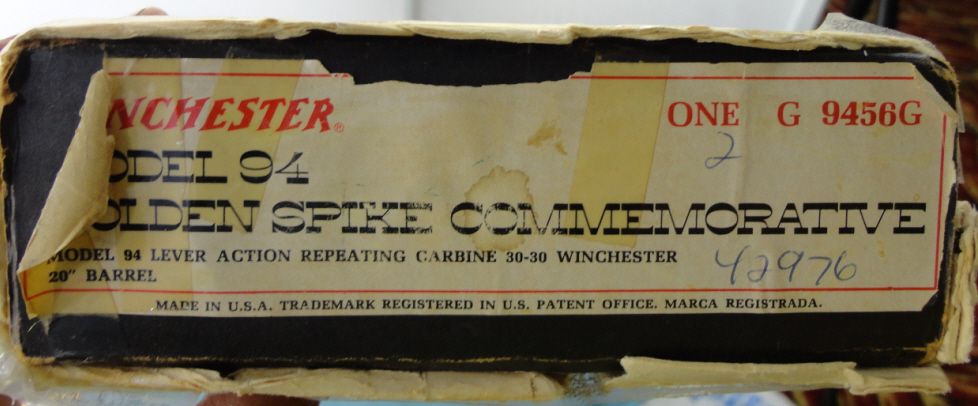 NCHESTER®
ONE G 9456G
2
ODEL 94
OLDEN SPIKE COMMEMORATIVE
MODEL 94 LEVER ACTION REPEATING CARBINE 30-30 WINCHESTER
20" BARREL
42976
MADE IN U.S.A. TRADEMARK REGISTERED IN U.S. PATENT OFFICE. MARCA REGISTRADA.